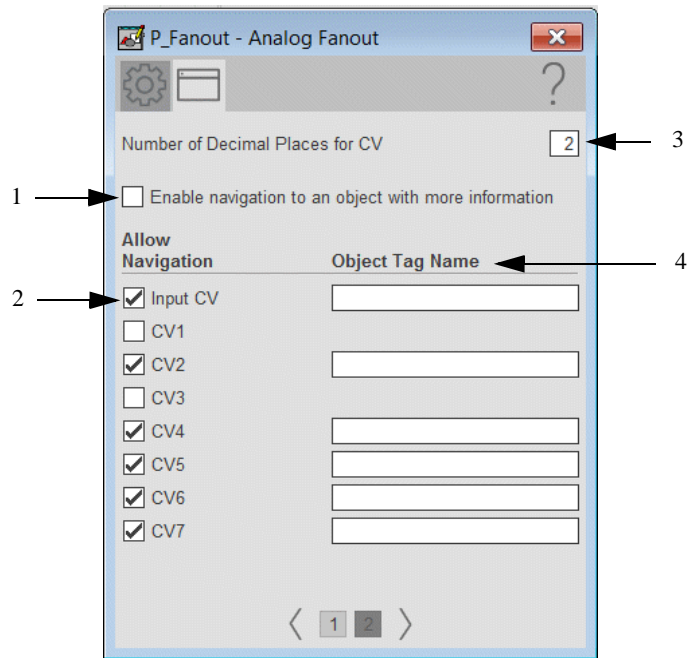 P_Fanout - Analog Fanout
?
Number of Decimal Places for CV 2 3
1 Enable navigation to an object with more information
Allow
Navigation Object Tag Name 4
2 Input CV
CV1
CV2
CV3
CV4
CV5
CV6
CV7
1 2